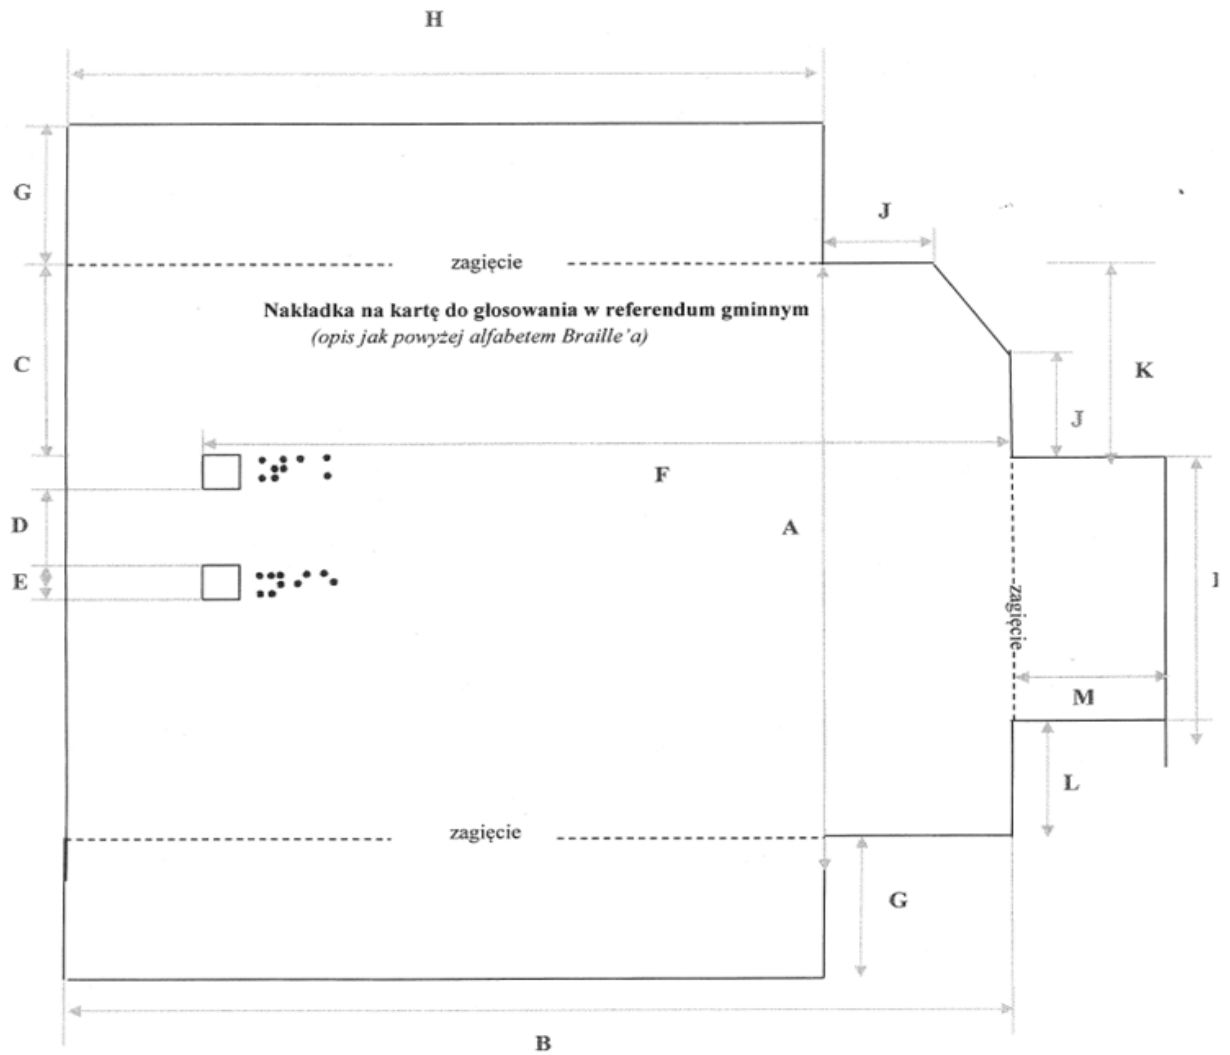 H
G
J
zagięcie
Nakładka na kartę do głosowania w referendum gminnym
(opis jak powyżej alfabetem Braille'a)
C
K
J
F
D
A
E
zagięcie
M
L
zagięcie
G
B